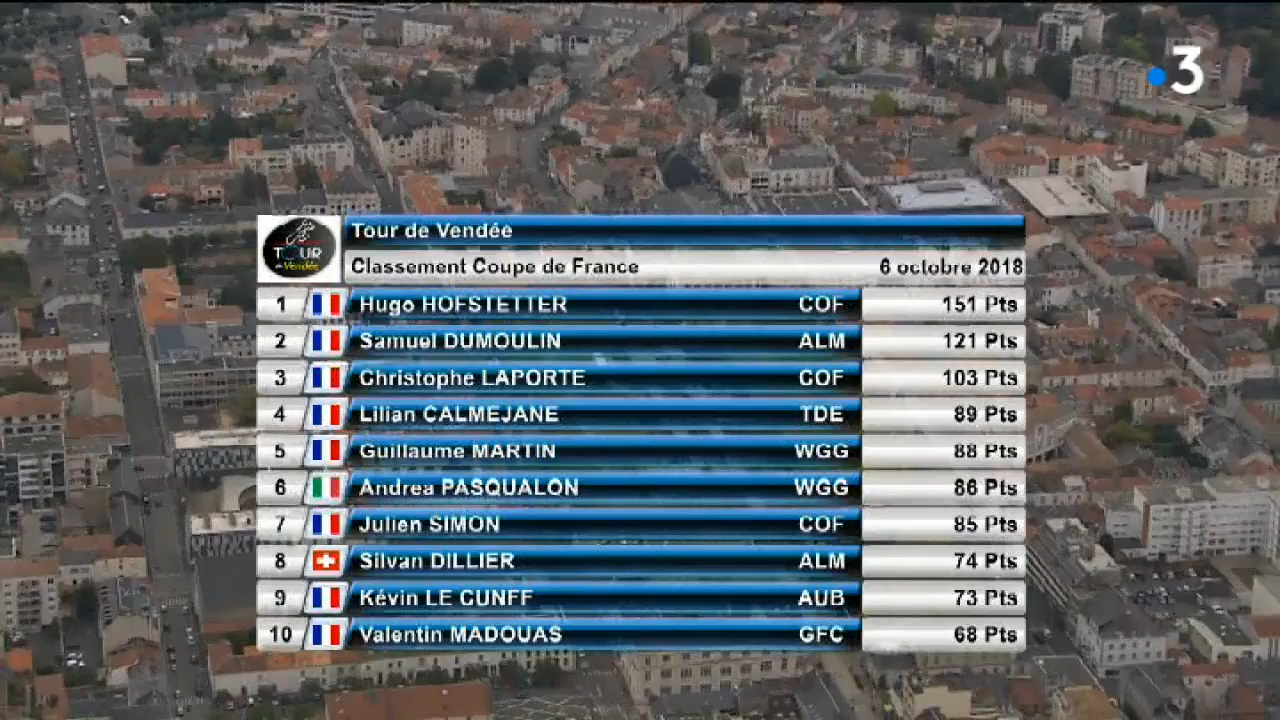 3
TOUR
de Vendée
Tour de Vendée
Classement Coupe de France 6 octobre 2018
1 Hugo HOFSTETTER COF 151 Pts
2 Samuel DUMOULIN ALM 121 Pts
3 Christophe LAPORTE COF 103 Pts
4 Lilian CALMEJANE TDE 89 Pts
5 Guillaume MARTIN WGG 88 Pts
6 Andrea PASQUALON WGG 86 Pts
7 Julien SIMON COF 85 Pts
8 Silvan DILLIER ALM 74 Pts
9 Kévin LE CUNFF AUB 73 Pts
10 Valentin MADOUAS GFC 68 Pts